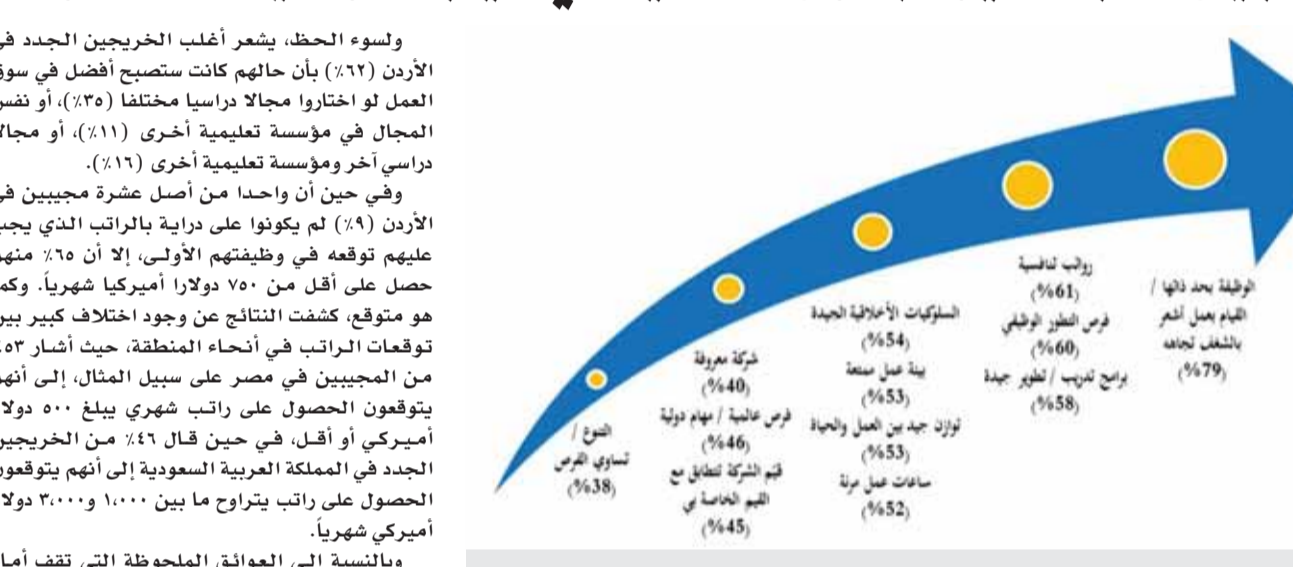 ولسوء الحظ، يشعر أغلب الخريجين الجدد في
الأردن (٦٢٪) بأن حالهم كانت ستصبح أفضل في سوق
العمل لو اختاروا مجالا دراسيا مختلفا (٣٥٪)، أو نفس
المجال في مؤسسة تعليمية أخرى (١١٪)، أو مجالا
دراسي آخر ومؤسسة تعليمية أخرى (١٦٪).
وفي حين أن واحدا من أصل عشرة مجيبين في
الأردن (٩٪) لم يكونوا على دراية بالراتب الذي يجب
عليهم توقعه في وظيفتهم الأولى، إلا أن ٦٥٪ منهم
حصل على أقل من ٧٥٠ دولارا أميركيا شهرياً. وكما
هو متوقع، كشفت النتائج عن وجود اختلاف كبير بين
توقعات الراتب في أنحاء المنطقة، حيث أشار ٥٣٪
من المجيبين في مصر على سبيل المثال، إلى أنهم
يتوقعون الحصول على راتب شهري يبلغ ٥٠٠ دولار
أميركي أو أقل، في حين قال ٤٦٪ من الخريجين
الجدد في المملكة العربية السعودية إلى أنهم يتوقعون
الحصول على راتب يتراوح ما بين ١،٠٠٠ و٣،٠٠٠ دولار
أميركي شهرياً.
وبالنسبة إلى العوائق الملحوظة التي تقف أمام
الوظيفة بحد ذاتها /
القيام بعمل أشعر
بالشغف تجاهه
(%79)
رواتب تنافسية
(%61)
فرص التطور الوظيفي
(%60)
برامج تدريب / تطوير جيدة
(%58)
السلوكيات الأخلاقية الجيدة
(%54)
بيئة عمل ممتعة
(%53)
توازن جيد بين العمل والحياة
(%53)
ساعات عمل مرنة
(%52)
شركة معروفة
(%40)
فرص عالمية / مهام دولية
(%46)
قيم الشركة تتطابق مع
القيم الخاصة بي
(%45)
التنوع /
تساوي الفرص
(%38)